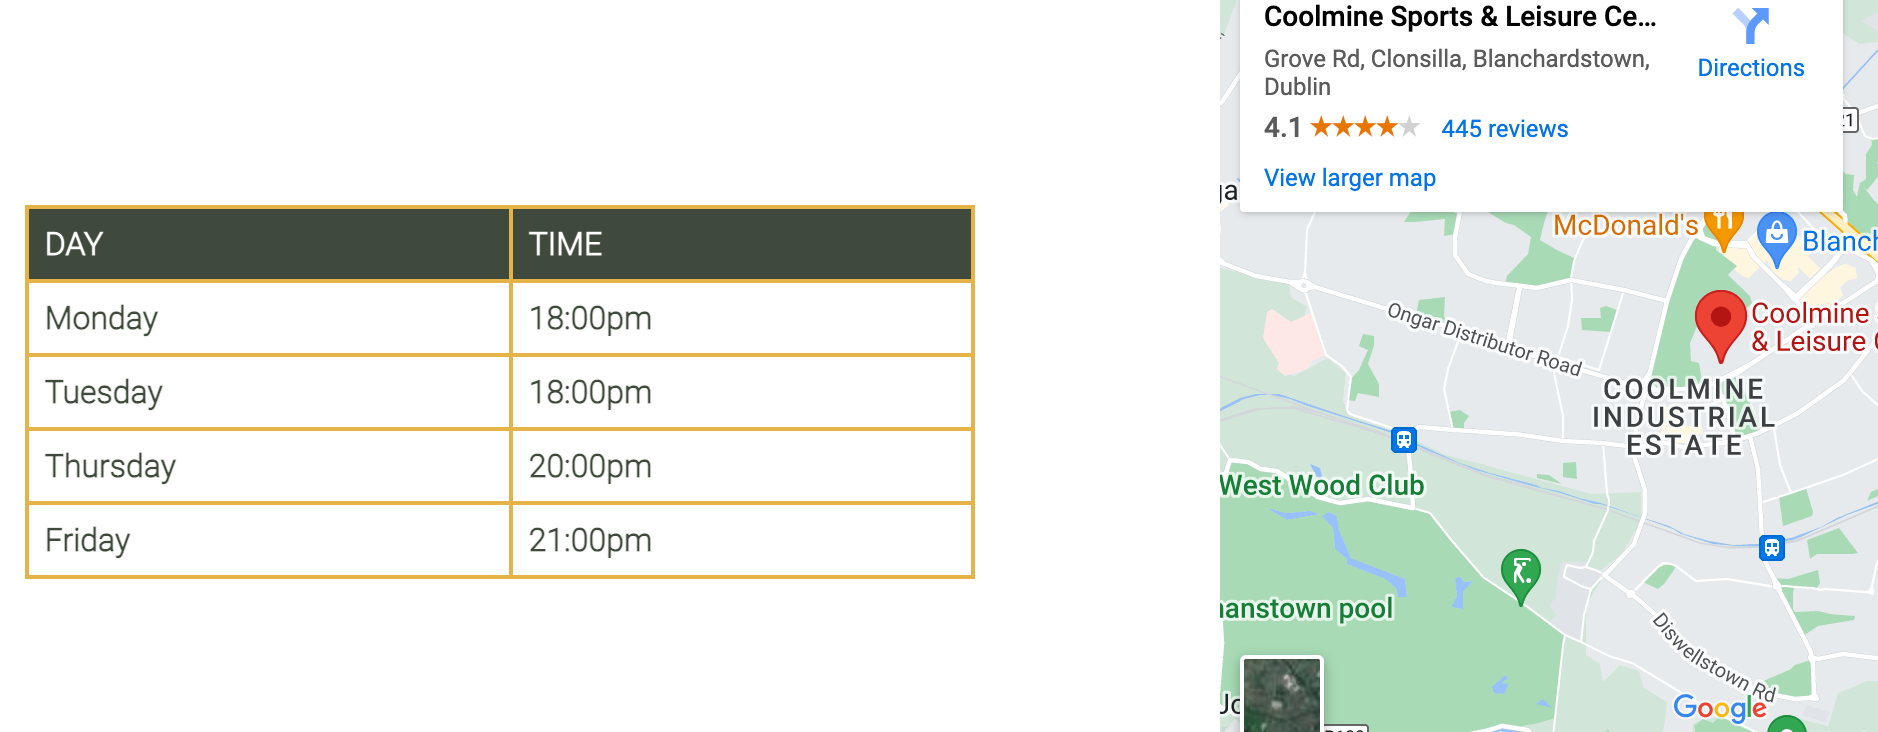 DAY TIME
Monday 18:00pm
Tuesday 18:00pm
Thursday 20:00pm
Friday 21:00pm
Coolmine Sports & Leisure Ce...
Directions
Grove Rd, Clonsilla, Blanchardstown,
Dublin
4.1 445 reviews
View larger map
McDonald's
Blanch
Ongar Distributor Road
Coolmine
& Leisure
COOLMINE
INDUSTRIAL
ESTATE
West Wood Club
anstown pool
Diswellstown Rd
Google